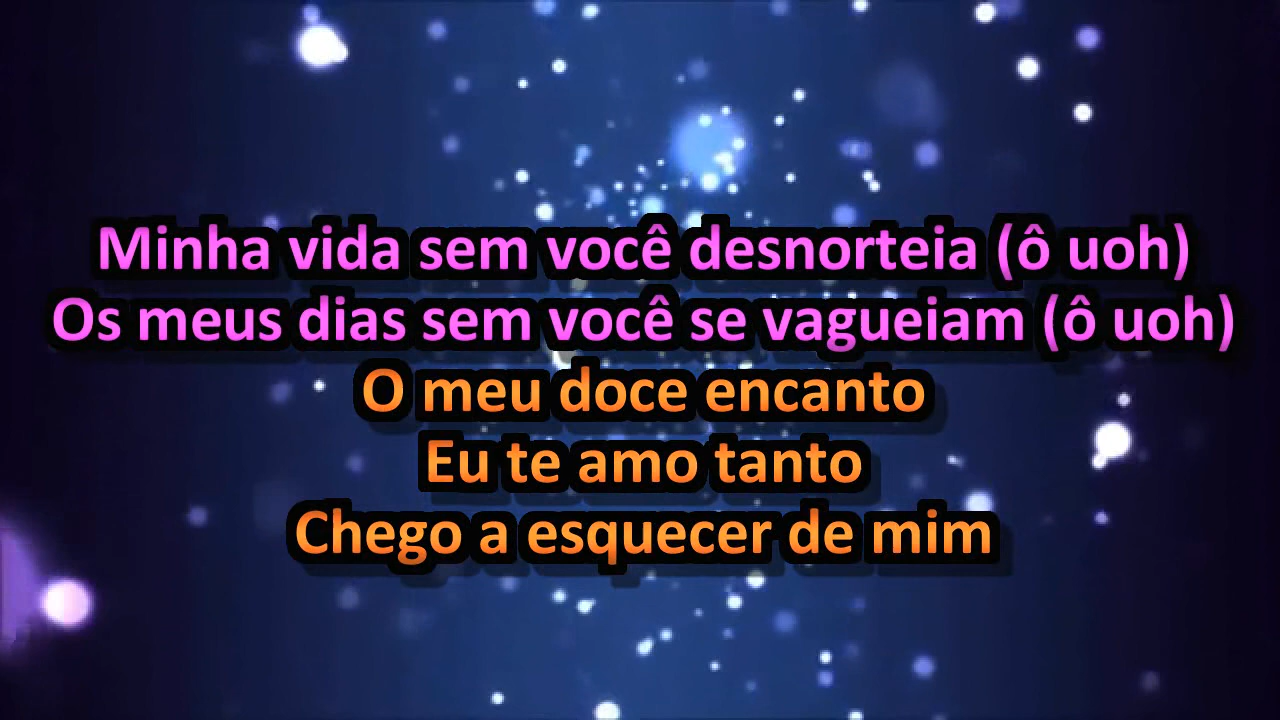 Minha vida sem você desnorteia (ô uoh)
Os meus dias sem você se vagueiam (ô uoh)
O meu doce encanto
Eu te amo tanto
Chego a esquecer de mim